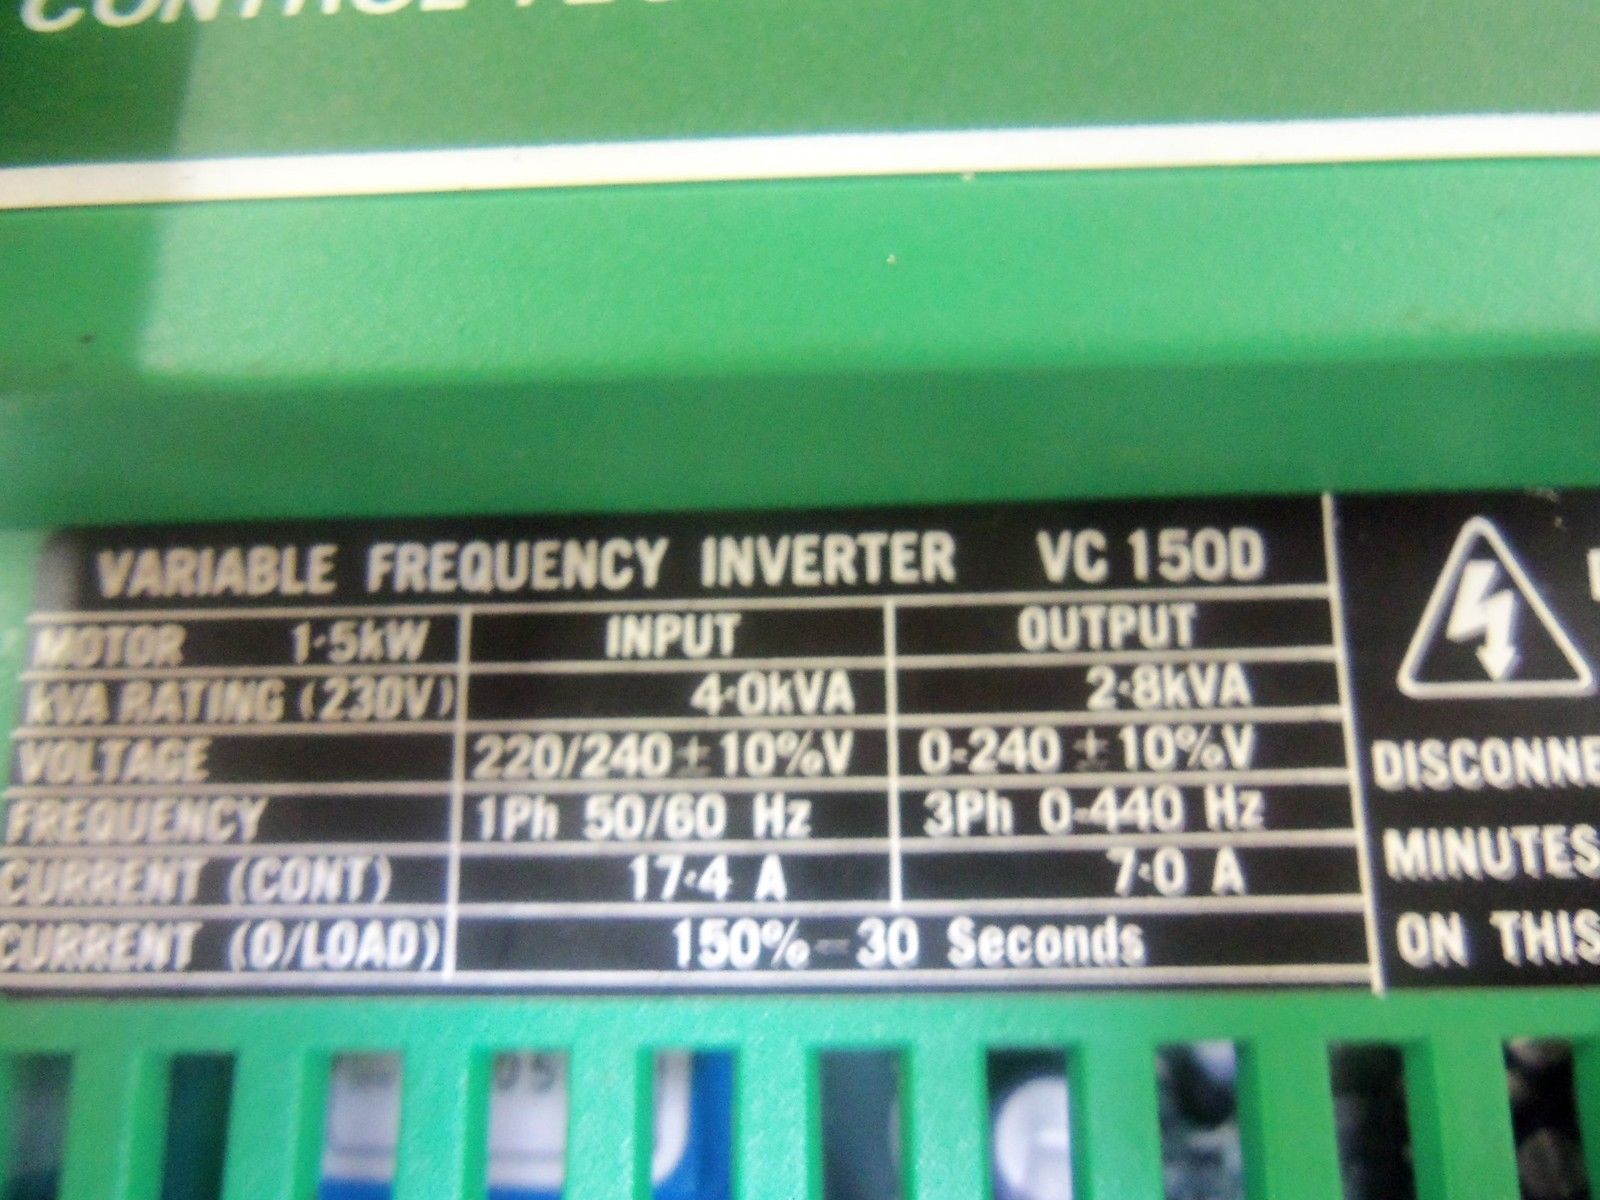 CONTROL
VARIABLE FREQUENCY INVERTER VC 150D
MOTOR 1·5kW INPUT OUTPUT
kVA RATING (230V) 4·0kVA 2·8kVA
VOLTAGE 220/240 ± 10%V 0-240 ± 10%V
FREQUENCY 1Ph 50/60 Hz 3Ph 0-440 Hz
CURRENT (CONT) 17·4 A 7·0 A
CURRENT (O/LOAD) 150% - 30 Seconds
DISCONNE
MINUTES
ON THIS